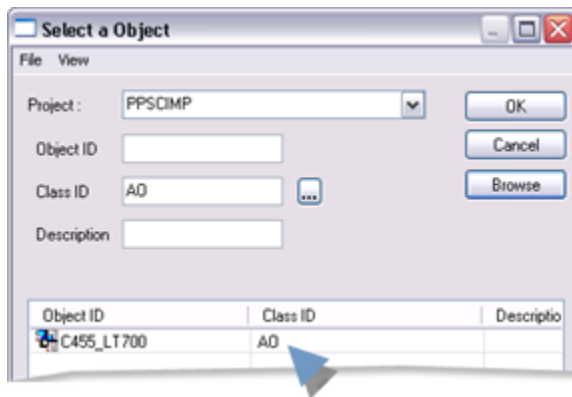 Select a Object
File View
Project : PPSCIMP
OK
Object ID
Cancel
Class ID AO ...
Browse
Description
Object ID Class ID Descriptio
C455_LT700 AO